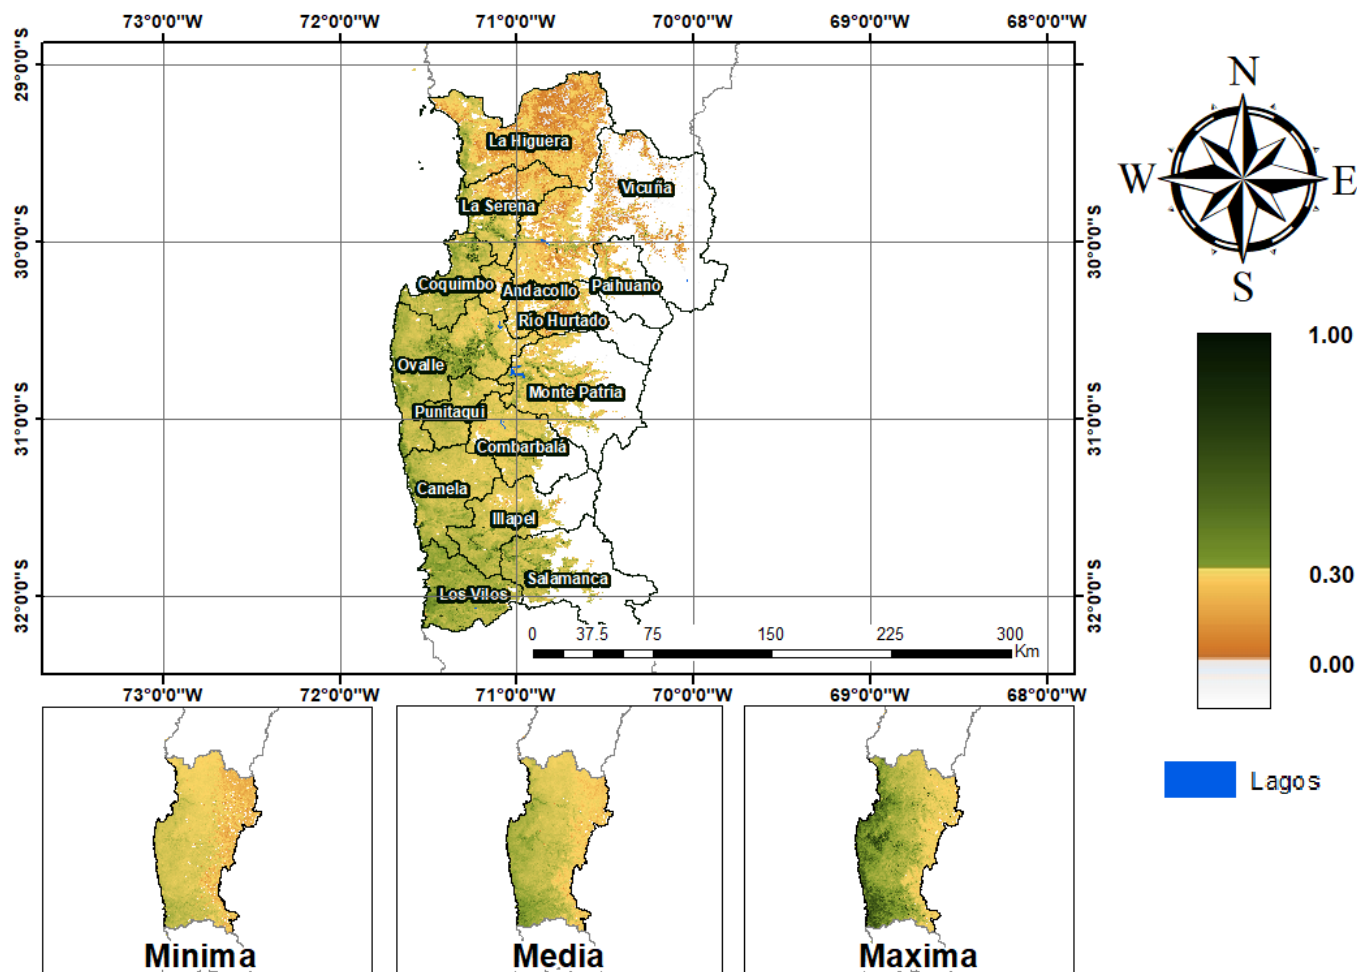 73°0'0"W 72°0'0"W 71°0'0"W 70°0'0"W 69°0'0"W 68°0'0"W
29°0'0"S
29°0'0"S
30°0'0"S
30°0'0"S
31°0'0"S
31°0'0"S
32°0'0"S
32°0'0"S
La Higuera
Vicuña
La Serena
Coquimbo
Andacollo
Paihuano
Río Hurtado
Ovalle
Monte Patria
Punitaqui
Combarbalá
Canela
Illapel
Salamanca
Los Vilos
0 37.5 75 150 225 300
Km
73°0'0"W 72°0'0"W 71°0'0"W 70°0'0"W 69°0'0"W 68°0'0"W
N
W E
S
1.00
0.30
0.00
Lagos
Minima
Media
Maxima